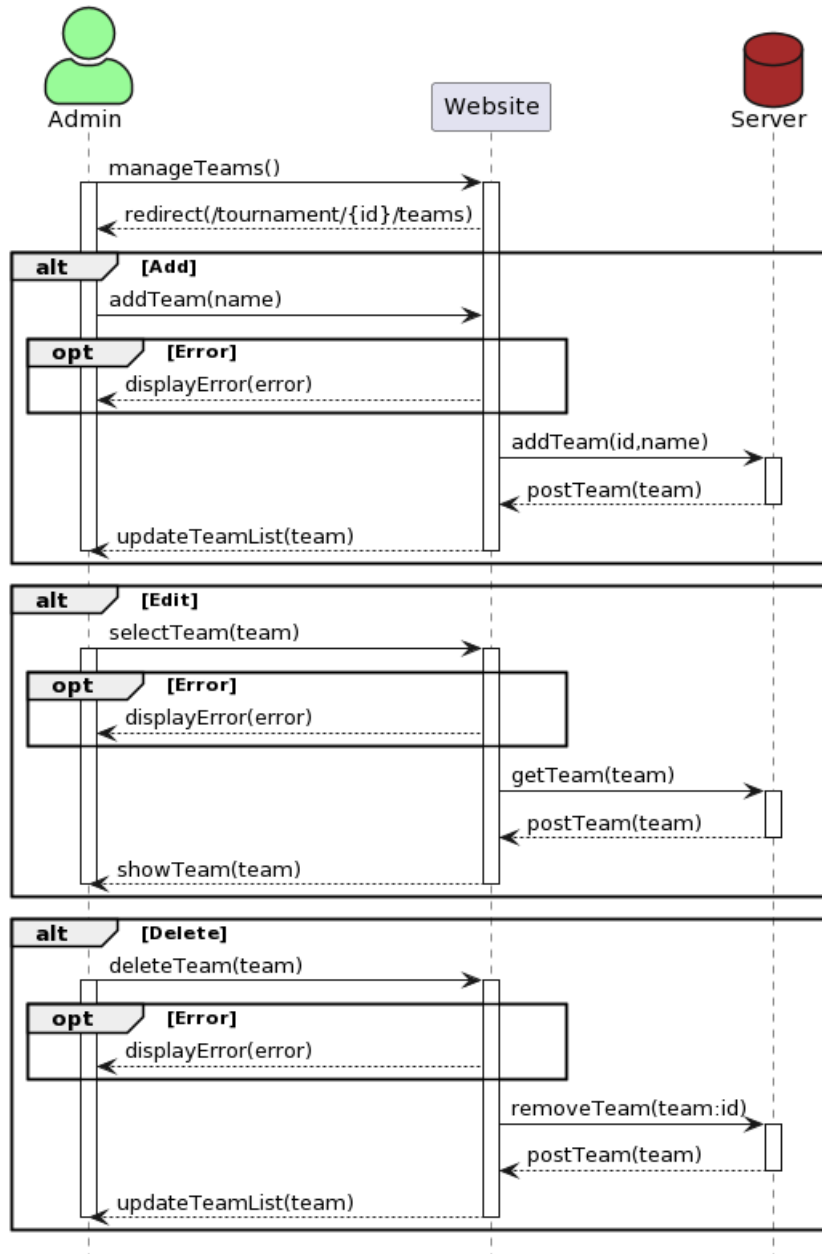 Admin
Website
Server
manageTeams()
redirect(/tournament/{id}/teams)
alt [Add]
addTeam(name)
opt [Error]
displayError(error)
addTeam(id,name)
postTeam(team)
updateTeamList(team)
alt [Edit]
selectTeam(team)
opt [Error]
displayError(error)
getTeam(team)
postTeam(team)
showTeam(team)
alt [Delete]
deleteTeam(team)
opt [Error]
displayError(error)
removeTeam(team:id)
postTeam(team)
updateTeamList(team)